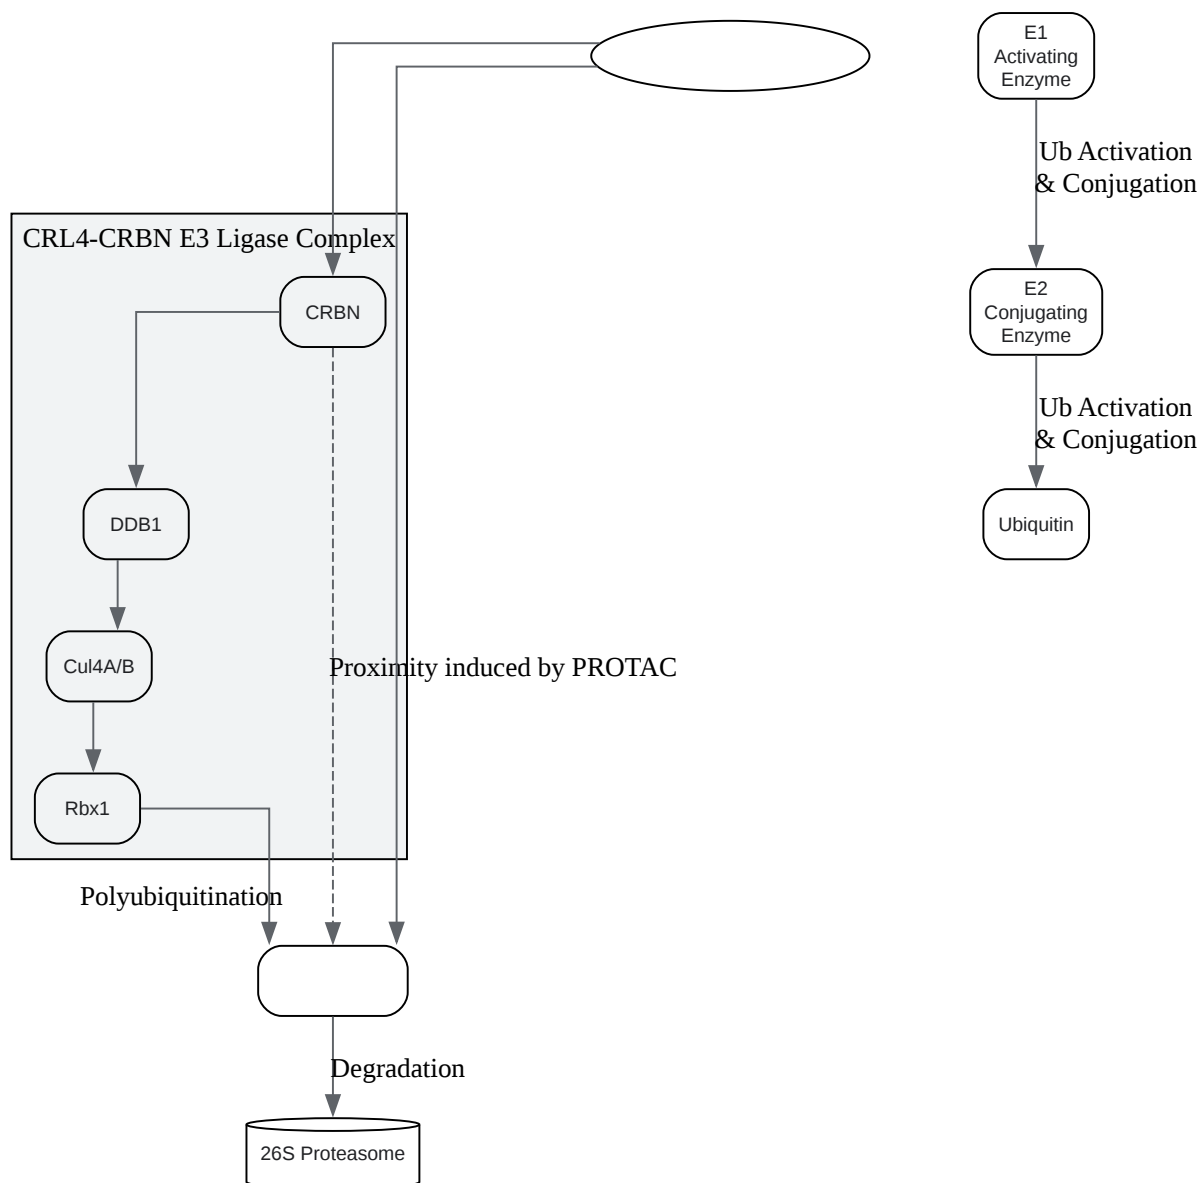 E1
Activating
Enzyme
Ub Activation
& Conjugation
CRL4-CRBN E3 Ligase Complex
CRBN
E2
Conjugating
Enzyme
Ub Activation
& Conjugation
DDB1
Ubiquitin
Cul4A/B
Proximity induced by PROTAC
Rbx1
Polyubiquitination
Degradation
26S Proteasome